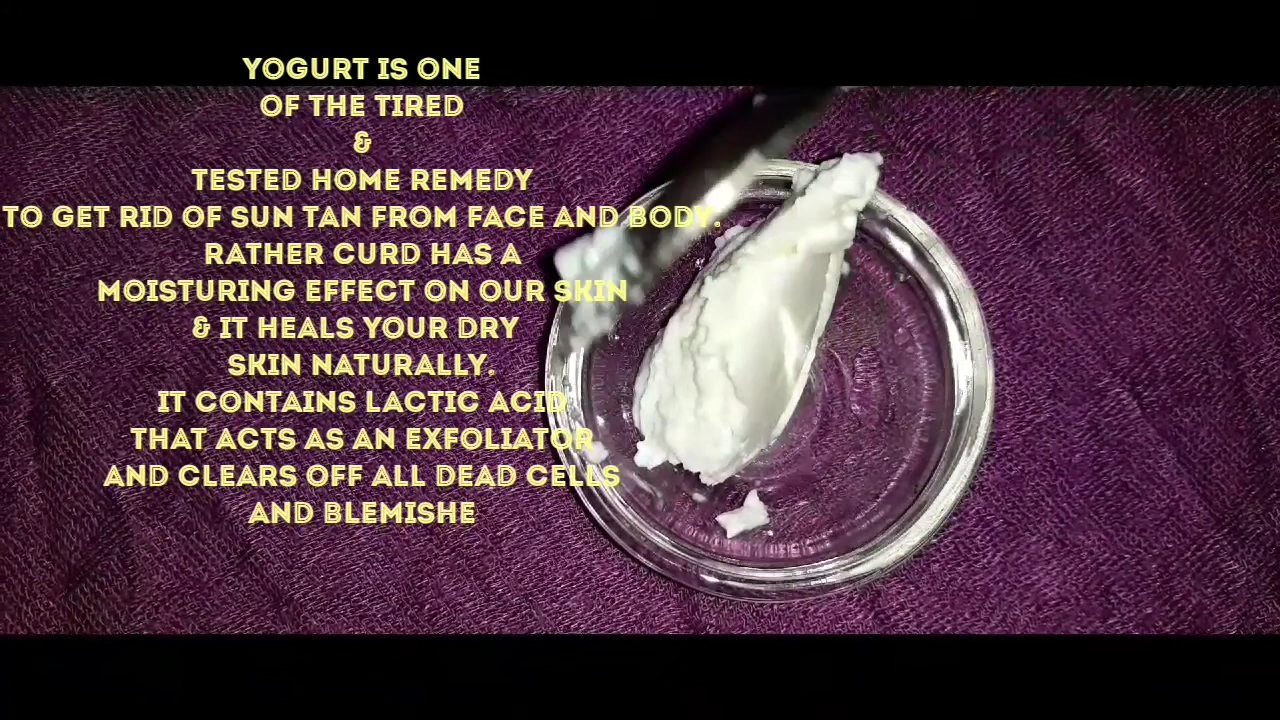 YOGURT IS ONE
OF THE TIRED
&
TESTED HOME REMEDY
TO GET RID OF SUN TAN FROM FACE AND BODY.
RATHER CURD HAS A
MOISTURING EFFECT ON OUR SKIN
& IT HEALS YOUR DRY
SKIN NATURALLY.
IT CONTAINS LACTIC ACID
THAT ACTS AS AN EXFOLIATOR
AND CLEARS OFF ALL DEAD CELLS
AND BLEMISHE